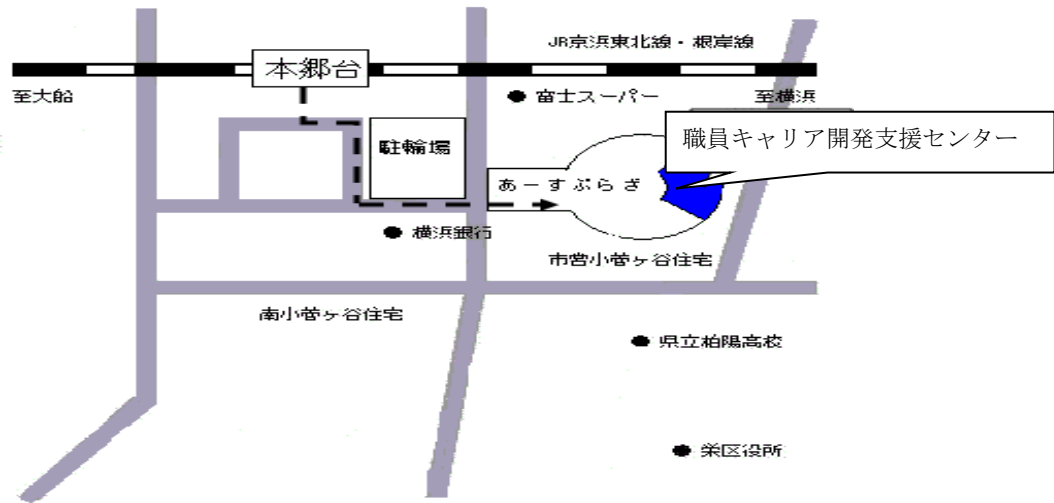 JR京浜東北線・根岸線
本郷台
至大船
富士スーパー
至横浜
職員キャリア開発支援センター
駐輪場
あーすぷらざ
横浜銀行
市営小菅ヶ谷住宅
南小菅ヶ谷住宅
県立柏陽高校
栄区役所